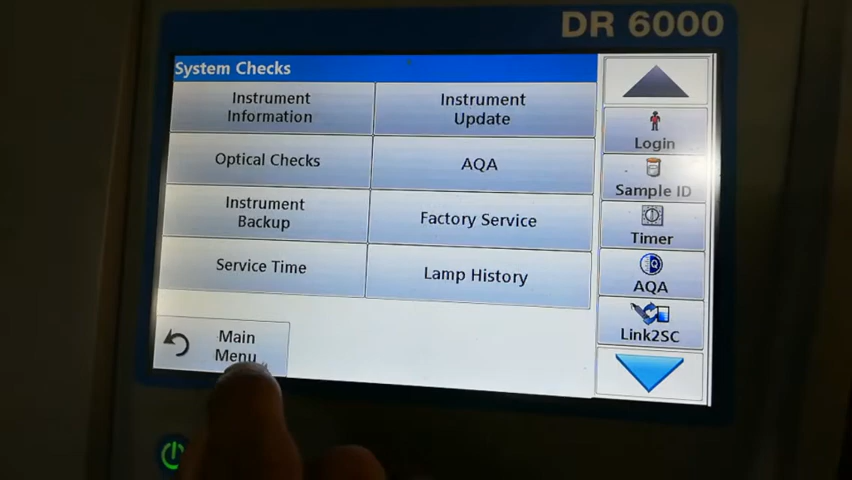 DR 6000
System Checks
Instrument
Information
Instrument
Update
Optical Checks
AQA
Instrument
Backup
Factory Service
Service Time
Lamp History
Main
Menu
Login
Sample ID
Timer
AQA
Link2SC